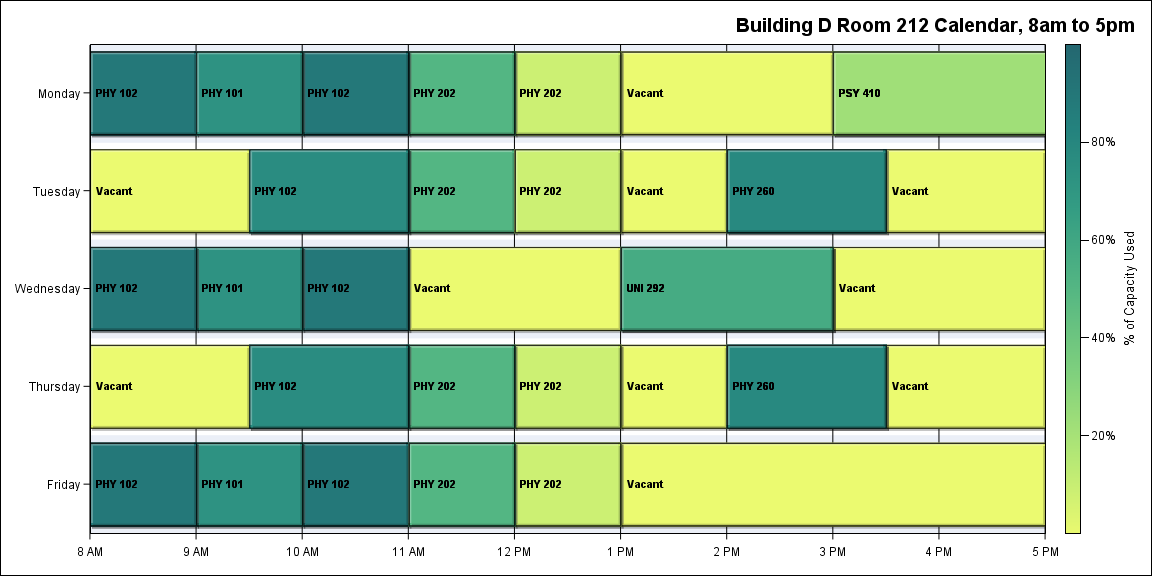 Building D Room 212 Calendar, 8am to 5pm
Monday
PHY 102
PHY 101
PHY 102
PHY 202
PHY 202
Vacant
PSY 410
Tuesday
Vacant
PHY 102
PHY 202
PHY 202
Vacant
PHY 260
Vacant
Wednesday
PHY 102
PHY 101
PHY 102
Vacant
UNI 292
Vacant
Thursday
Vacant
PHY 102
PHY 202
PHY 202
Vacant
PHY 260
Vacant
Friday
PHY 102
PHY 101
PHY 102
PHY 202
PHY 202
Vacant
8 AM
9 AM
10 AM
11 AM
12 PM
1 PM
2 PM
3 PM
4 PM
5 PM
80%
60%
40%
20%
% of Capacity Used